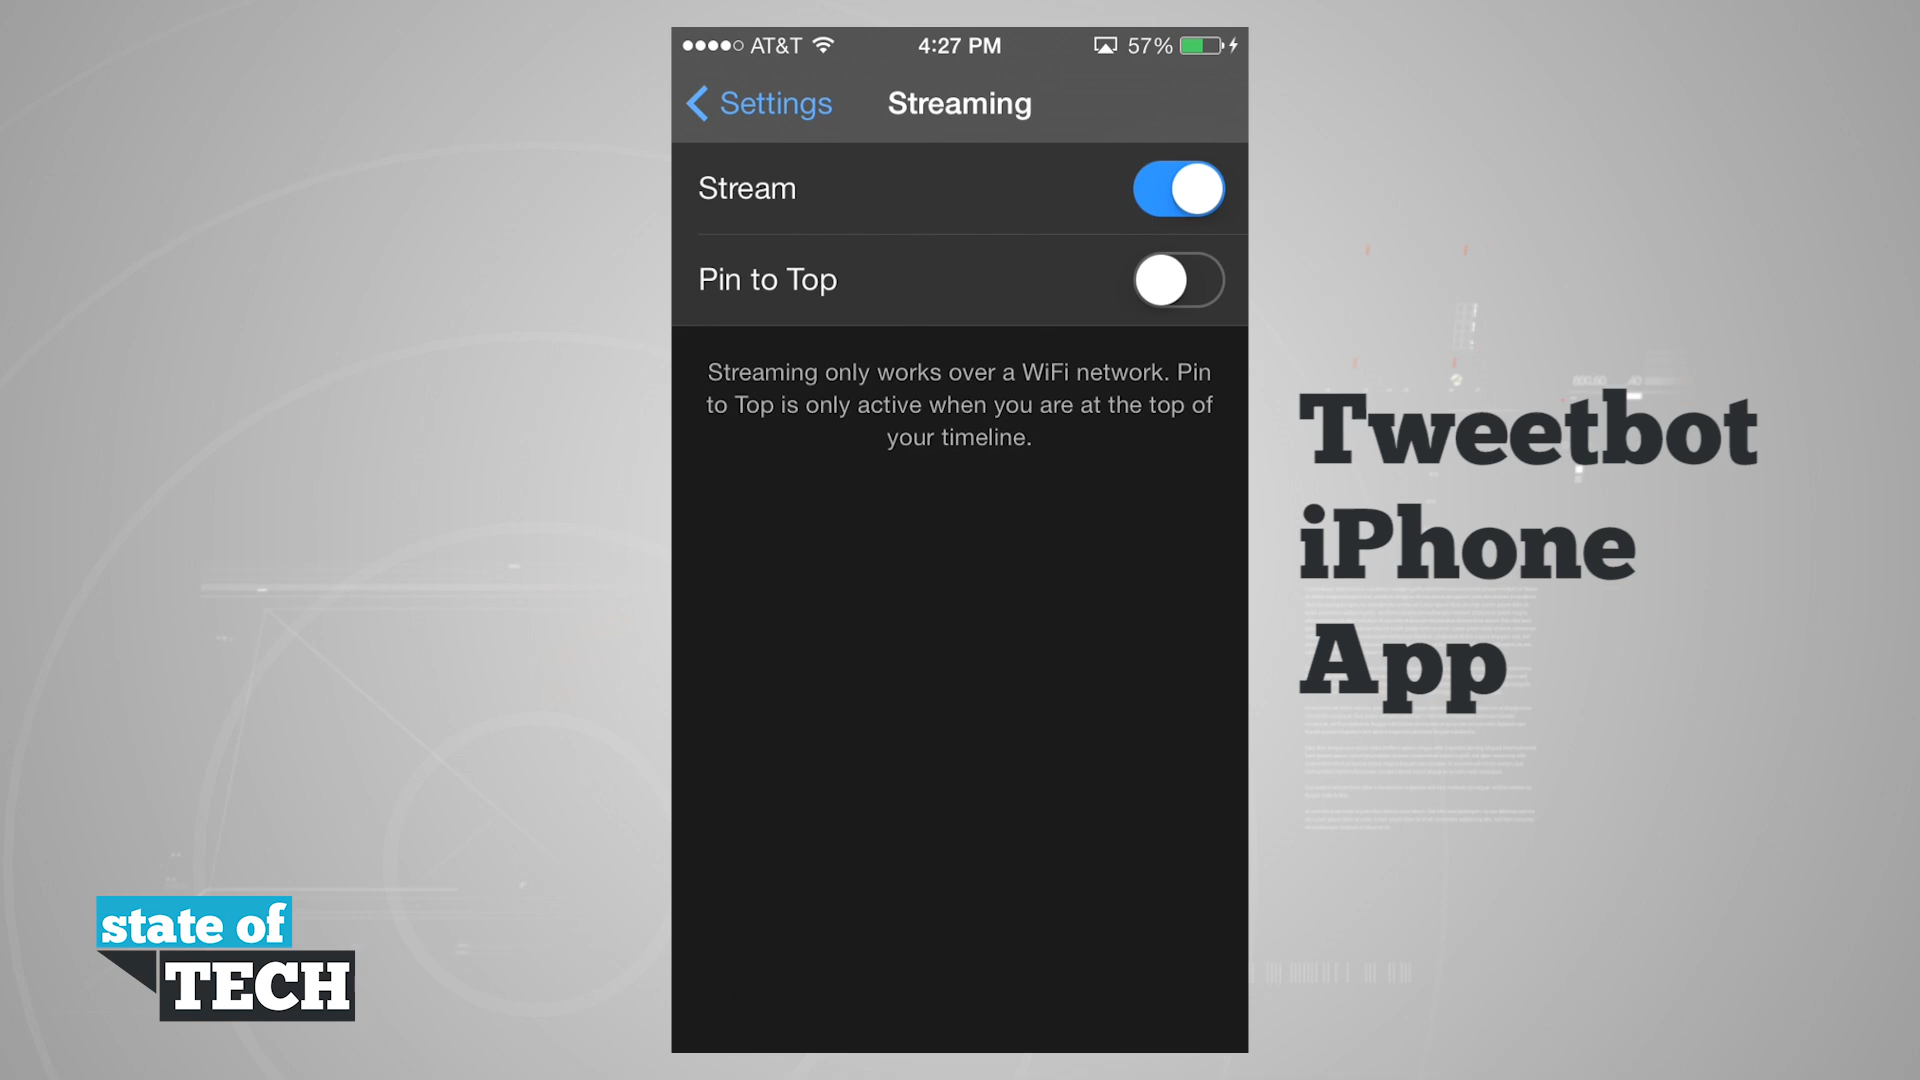 AT&T 4:27 PM 57%
Settings Streaming
Stream
Pin to Top
Streaming only works over a WiFi network. Pin
to Top is only active when you are at the top of
your timeline.
Tweetbot
iPhone
App
state of
TECH